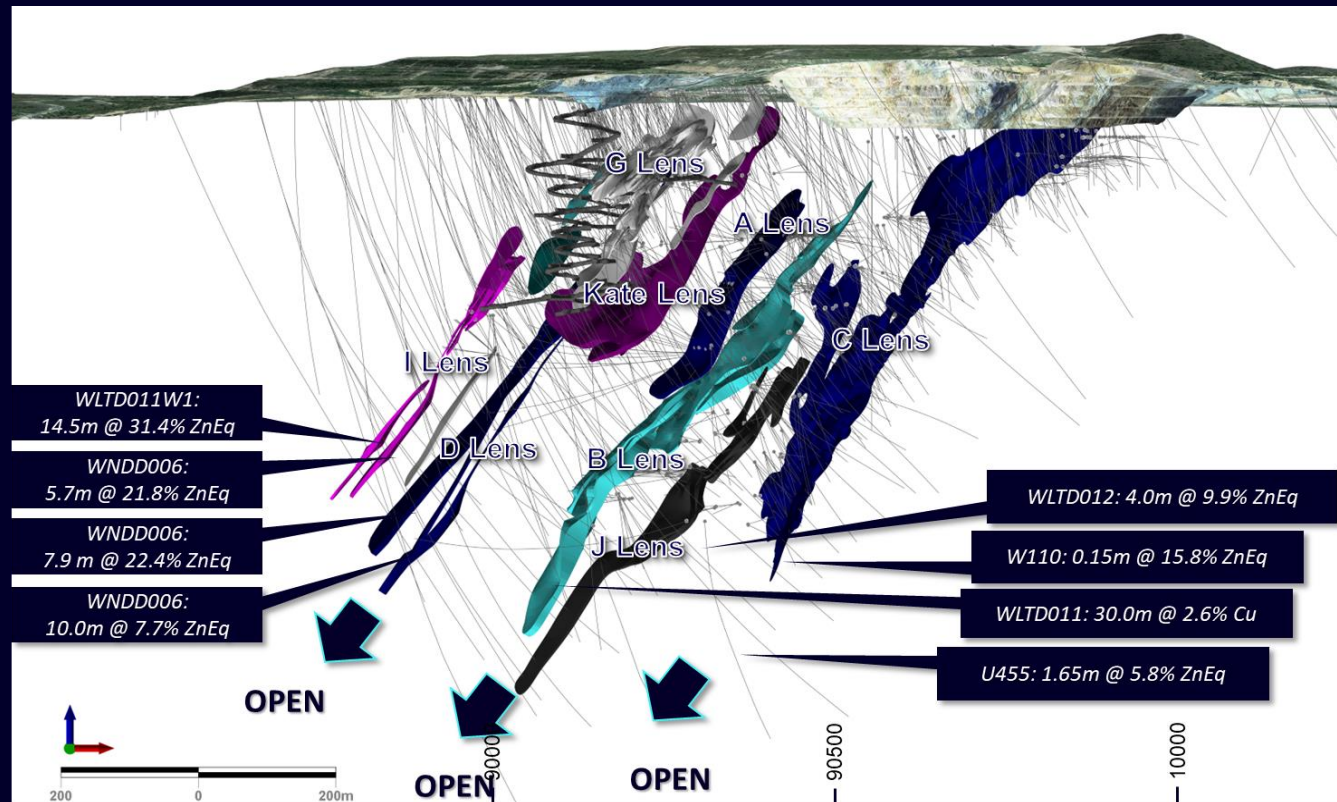 G Lens
A Lens
Kate Lens
C Lens
I Lens
D Lens
B Lens
J Lens
WLTD011W1:
14.5m @ 31.4% ZnEq
WNDD006:
5.7m @ 21.8% ZnEq
WNDD006:
7.9 m @ 22.4% ZnEq
WNDD006:
10.0m @ 7.7% ZnEq
WLTD012: 4.0m @ 9.9% ZnEq
W110: 0.15m @ 15.8% ZnEq
WLTD011: 30.0m @ 2.6% Cu
U455: 1.65m @ 5.8% ZnEq
OPEN
OPEN
OPEN
90000
90500
10000
200 0 200m